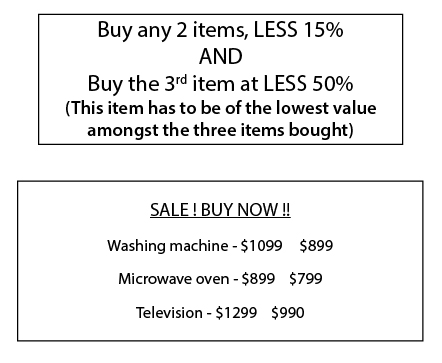 Buy any 2 items, LESS 15%
AND
Buy the 3rd item at LESS 50%
(This item has to be of the lowest value
amongst the three items bought)
SALE ! BUY NOW !!
Washing machine - $1099 $899
Microwave oven - $899 $799
Television - $1299 $990